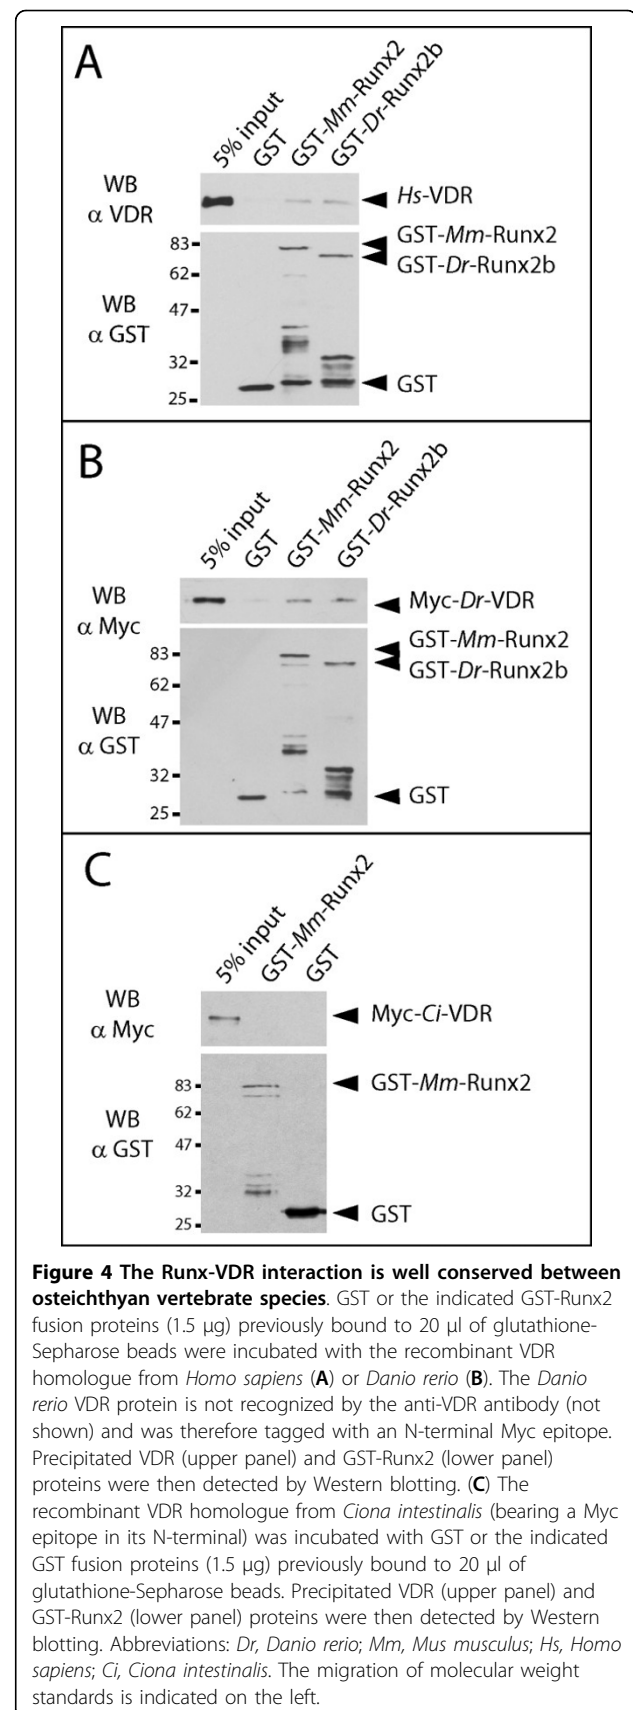 A
5% input
GST
GST-Mm-Runx2
GST-Dr-Runx2b
WB
α VDR
Hs-VDR
GST-Mm-Runx2
GST-Dr-Runx2b
83
62
47
32
25
WB
α GST
GST
B
5% input
GST
GST-Mm-Runx2
GST-Dr-Runx2b
WB
α Myc
Myc-Dr-VDR
GST-Mm-Runx2
GST-Dr-Runx2b
83
62
47
32
25
WB
α GST
GST
C
5% input
GST-Mm-Runx2
GST
WB
α Myc
Myc-Ci-VDR
83
62
47
32
25
WB
α GST
GST-Mm-Runx2
GST
Figure 4 The Runx-VDR interaction is well conserved between
osteichthyan vertebrate species. GST or the indicated GST-Runx2
fusion proteins (1.5 μg) previously bound to 20 μl of glutathione-
Sepharose beads were incubated with the recombinant VDR
homologue from Homo sapiens (A) or Danio rerio (B). The Danio
rerio VDR protein is not recognized by the anti-VDR antibody (not
shown) and was therefore tagged with an N-terminal Myc epitope.
Precipitated VDR (upper panel) and GST-Runx2 (lower panel)
proteins were then detected by Western blotting. (C) The
recombinant VDR homologue from Ciona intestinalis (bearing a Myc
epitope in its N-terminal) was incubated with GST or the indicated
GST fusion proteins (1.5 μg) previously bound to 20 μl of
glutathione-Sepharose beads. Precipitated VDR (upper panel) and
GST-Runx2 (lower panel) proteins were then detected by Western
blotting. Abbreviations: Dr, Danio rerio; Mm, Mus musculus; Hs, Homo
sapiens; Ci, Ciona intestinalis. The migration of molecular weight
standards is indicated on the left.